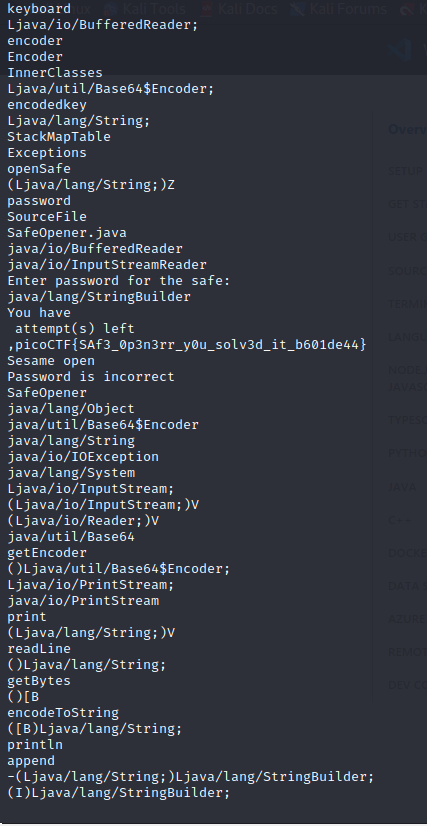 Kali Tools Kali Docs Kali Forums
keyboard
Ljava/io/BufferedReader;
encoder
Encoder
InnerClasses
Ljava/util/Base64$Encoder;
encodedkey
Ljava/lang/String;
StackMapTable
Exceptions
openSafe
(Ljava/lang/String;)Z
password
SourceFile
SafeOpener.java
java/io/BufferedReader
java/io/InputStreamReader
Enter password for the safe:
java/lang/StringBuilder
You have
 attempt(s) left
,picoCTF{SAf3_0p3n3rr_y0u_solv3d_it_b601de44}
Sesame open
Password is incorrect
SafeOpener
java/lang/Object
java/util/Base64$Encoder
java/lang/String
java/io/IOException
java/lang/System
Ljava/io/InputStream;
(Ljava/io/InputStream;)V
(Ljava/io/Reader;)V
java/util/Base64
getEncoder
()Ljava/util/Base64$Encoder;
Ljava/io/PrintStream;
java/io/PrintStream
print
(Ljava/lang/String;)V
readLine
()Ljava/lang/String;
getBytes
()[B
encodeToString
([B)Ljava/lang/String;
println
append
-(Ljava/lang/String;)Ljava/lang/StringBuilder;
(I)Ljava/lang/StringBuilder;